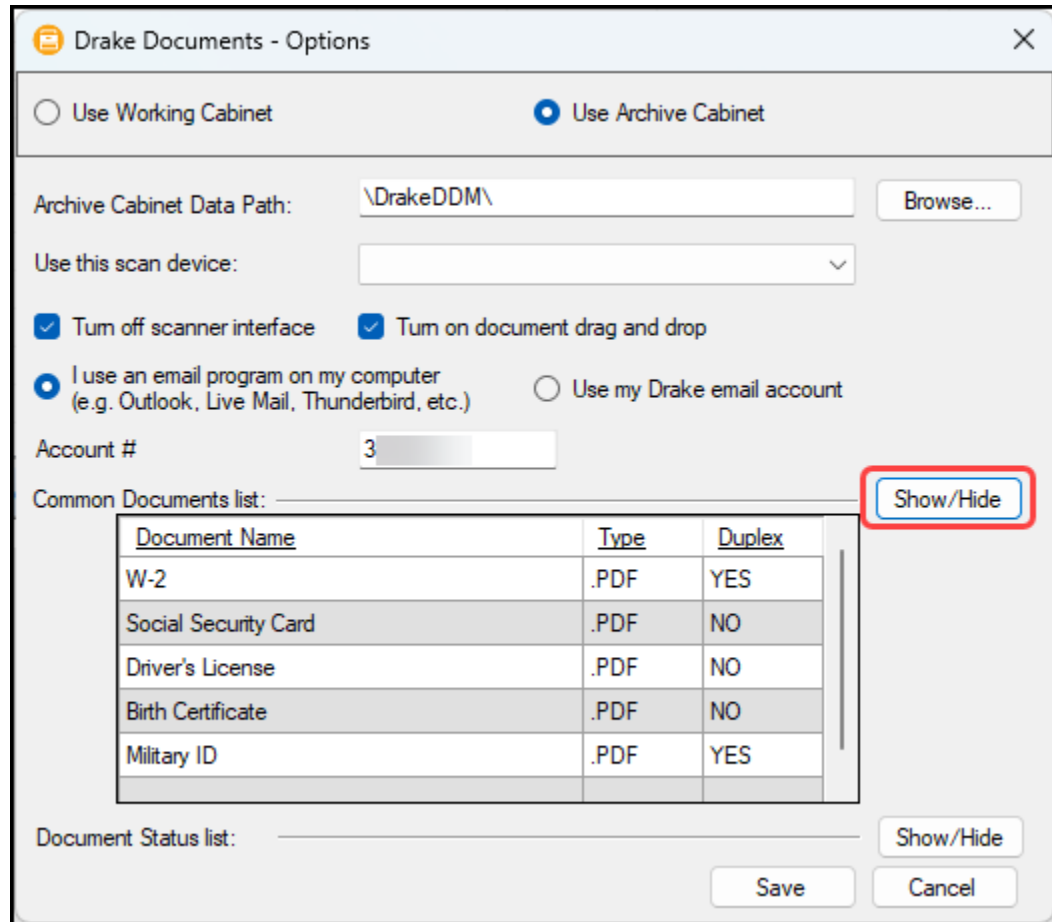 Drake Documents - Options
Use Working Cabinet
Use Archive Cabinet
Archive Cabinet Data Path:
\DrakeDDM\
Browse...
Use this scan device:
Turn off scanner interface
Turn on document drag and drop
I use an email program on my computer
(e.g. Outlook, Live Mail, Thunderbird, etc.)
Use my Drake email account
Account #
3
Common Documents list:
Show/Hide
Document Name Type Duplex
W-2 .PDF YES
Social Security Card .PDF NO
Driver's License .PDF NO
Birth Certificate .PDF NO
Military ID .PDF YES
Document Status list:
Show/Hide
Save
Cancel